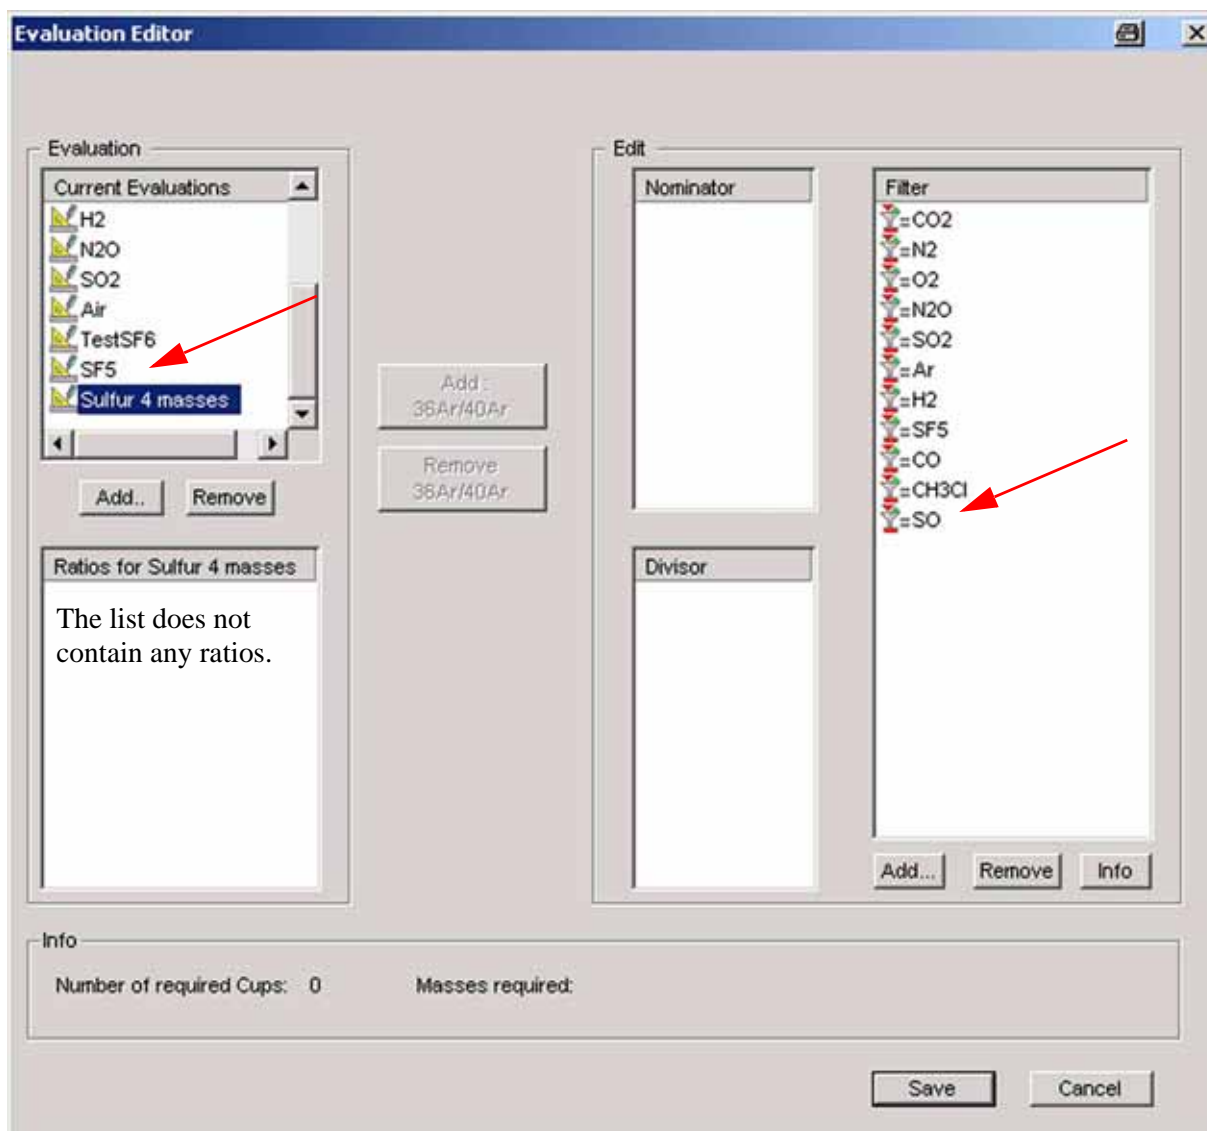 Evaluation Editor
Evaluation
Current Evaluations
H2
N2O
SO2
Air
TestSF6
SF5
Sulfur 4 masses
Add..
Remove
Ratios for Sulfur 4 masses
The list does not
contain any ratios.
Add :
36Ar/40Ar
Remove
36Ar/40Ar
Edit
Nominator
Divisor
Filter
=CO2
=N2
=O2
=N2O
=SO2
=Ar
=H2
=SF5
=CO
=CH3Cl
=SO
Add...
Remove
Info
Info
Number of required Cups: 0
Masses required:
Save
Cancel